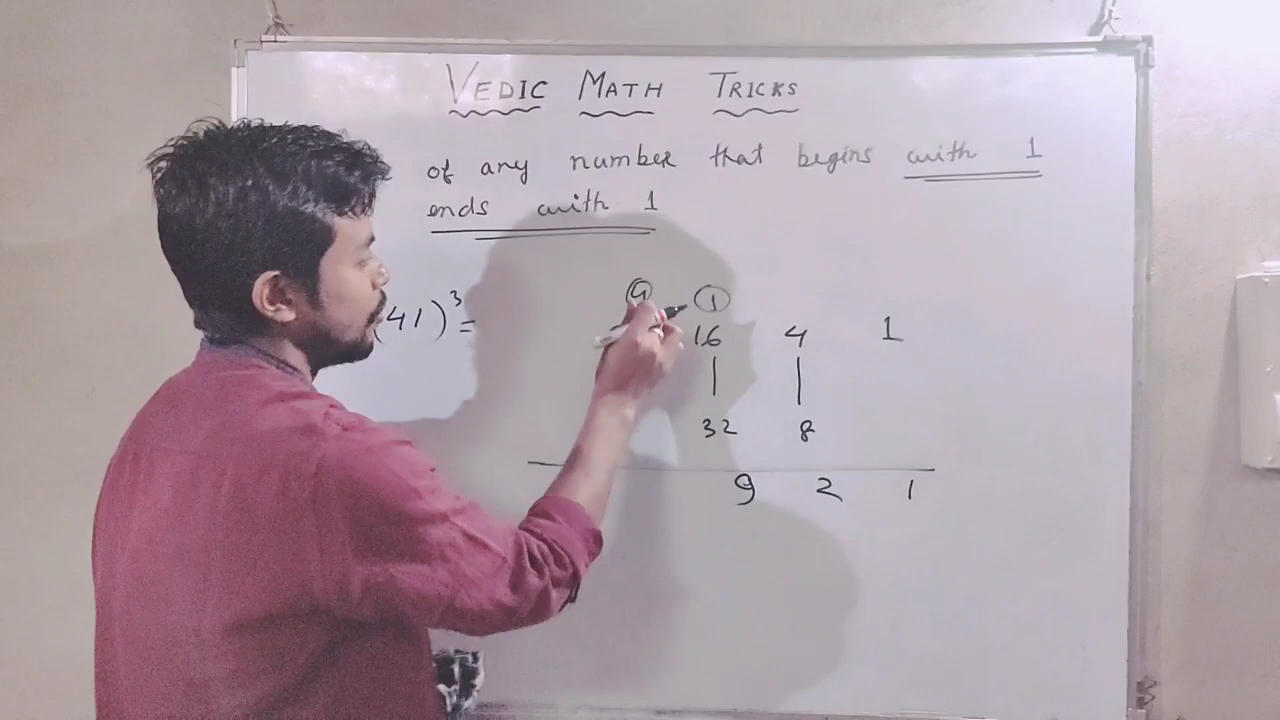 VEDIC MATH TRICKS
of any number that begins with 1
ends with 1
4 1
(41)³ = 16 4 1
32 8
9 2 1